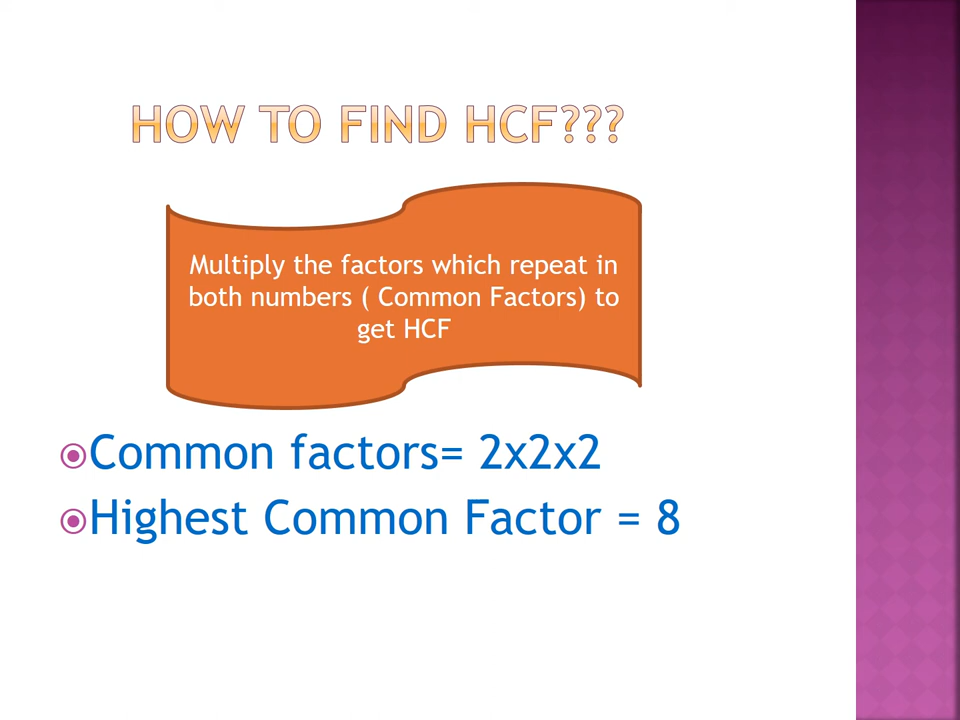 HOW TO FIND HCF???
Multiply the factors which repeat in
both numbers ( Common Factors) to
get HCF
Common factors= 2x2x2
Highest Common Factor = 8